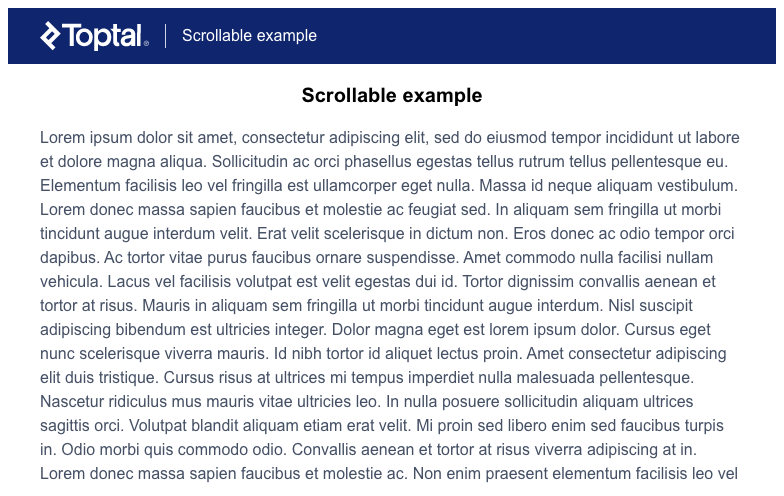 Toptal® Scrollable example
Scrollable example
Lorem ipsum dolor sit amet, consectetur adipiscing elit, sed do eiusmod tempor incididunt ut labore
et dolore magna aliqua. Sollicitudin ac orci phasellus egestas tellus rutrum tellus pellentesque eu.
Elementum facilisis leo vel fringilla est ullamcorper eget nulla. Massa id neque aliquam vestibulum.
Lorem donec massa sapien faucibus et molestie ac feugiat sed. In aliquam sem fringilla ut morbi
tincidunt augue interdum velit. Erat velit scelerisque in dictum non. Eros donec ac odio tempor orci
dapibus. Ac tortor vitae purus faucibus ornare suspendisse. Amet commodo nulla facilisi nullam
vehicula. Lacus vel facilisis volutpat est velit egestas dui id. Tortor dignissim convallis aenean et
tortor at risus. Mauris in aliquam sem fringilla ut morbi tincidunt augue interdum. Nisl suscipit
adipiscing bibendum est ultricies integer. Dolor magna eget est lorem ipsum dolor. Cursus eget
nunc scelerisque viverra mauris. Id nibh tortor id aliquet lectus proin. Amet consectetur adipiscing
elit duis tristique. Cursus risus at ultrices mi tempus imperdiet nulla malesuada pellentesque.
Nascetur ridiculus mus mauris vitae ultricies leo. In nulla posuere sollicitudin aliquam ultrices
sagittis orci. Volutpat blandit aliquam etiam erat velit. Mi proin sed libero enim sed faucibus turpis
in. Odio morbi quis commodo odio. Convallis aenean et tortor at risus viverra adipiscing at in.
Lorem donec massa sapien faucibus et molestie ac. Non enim praesent elementum facilisis leo vel